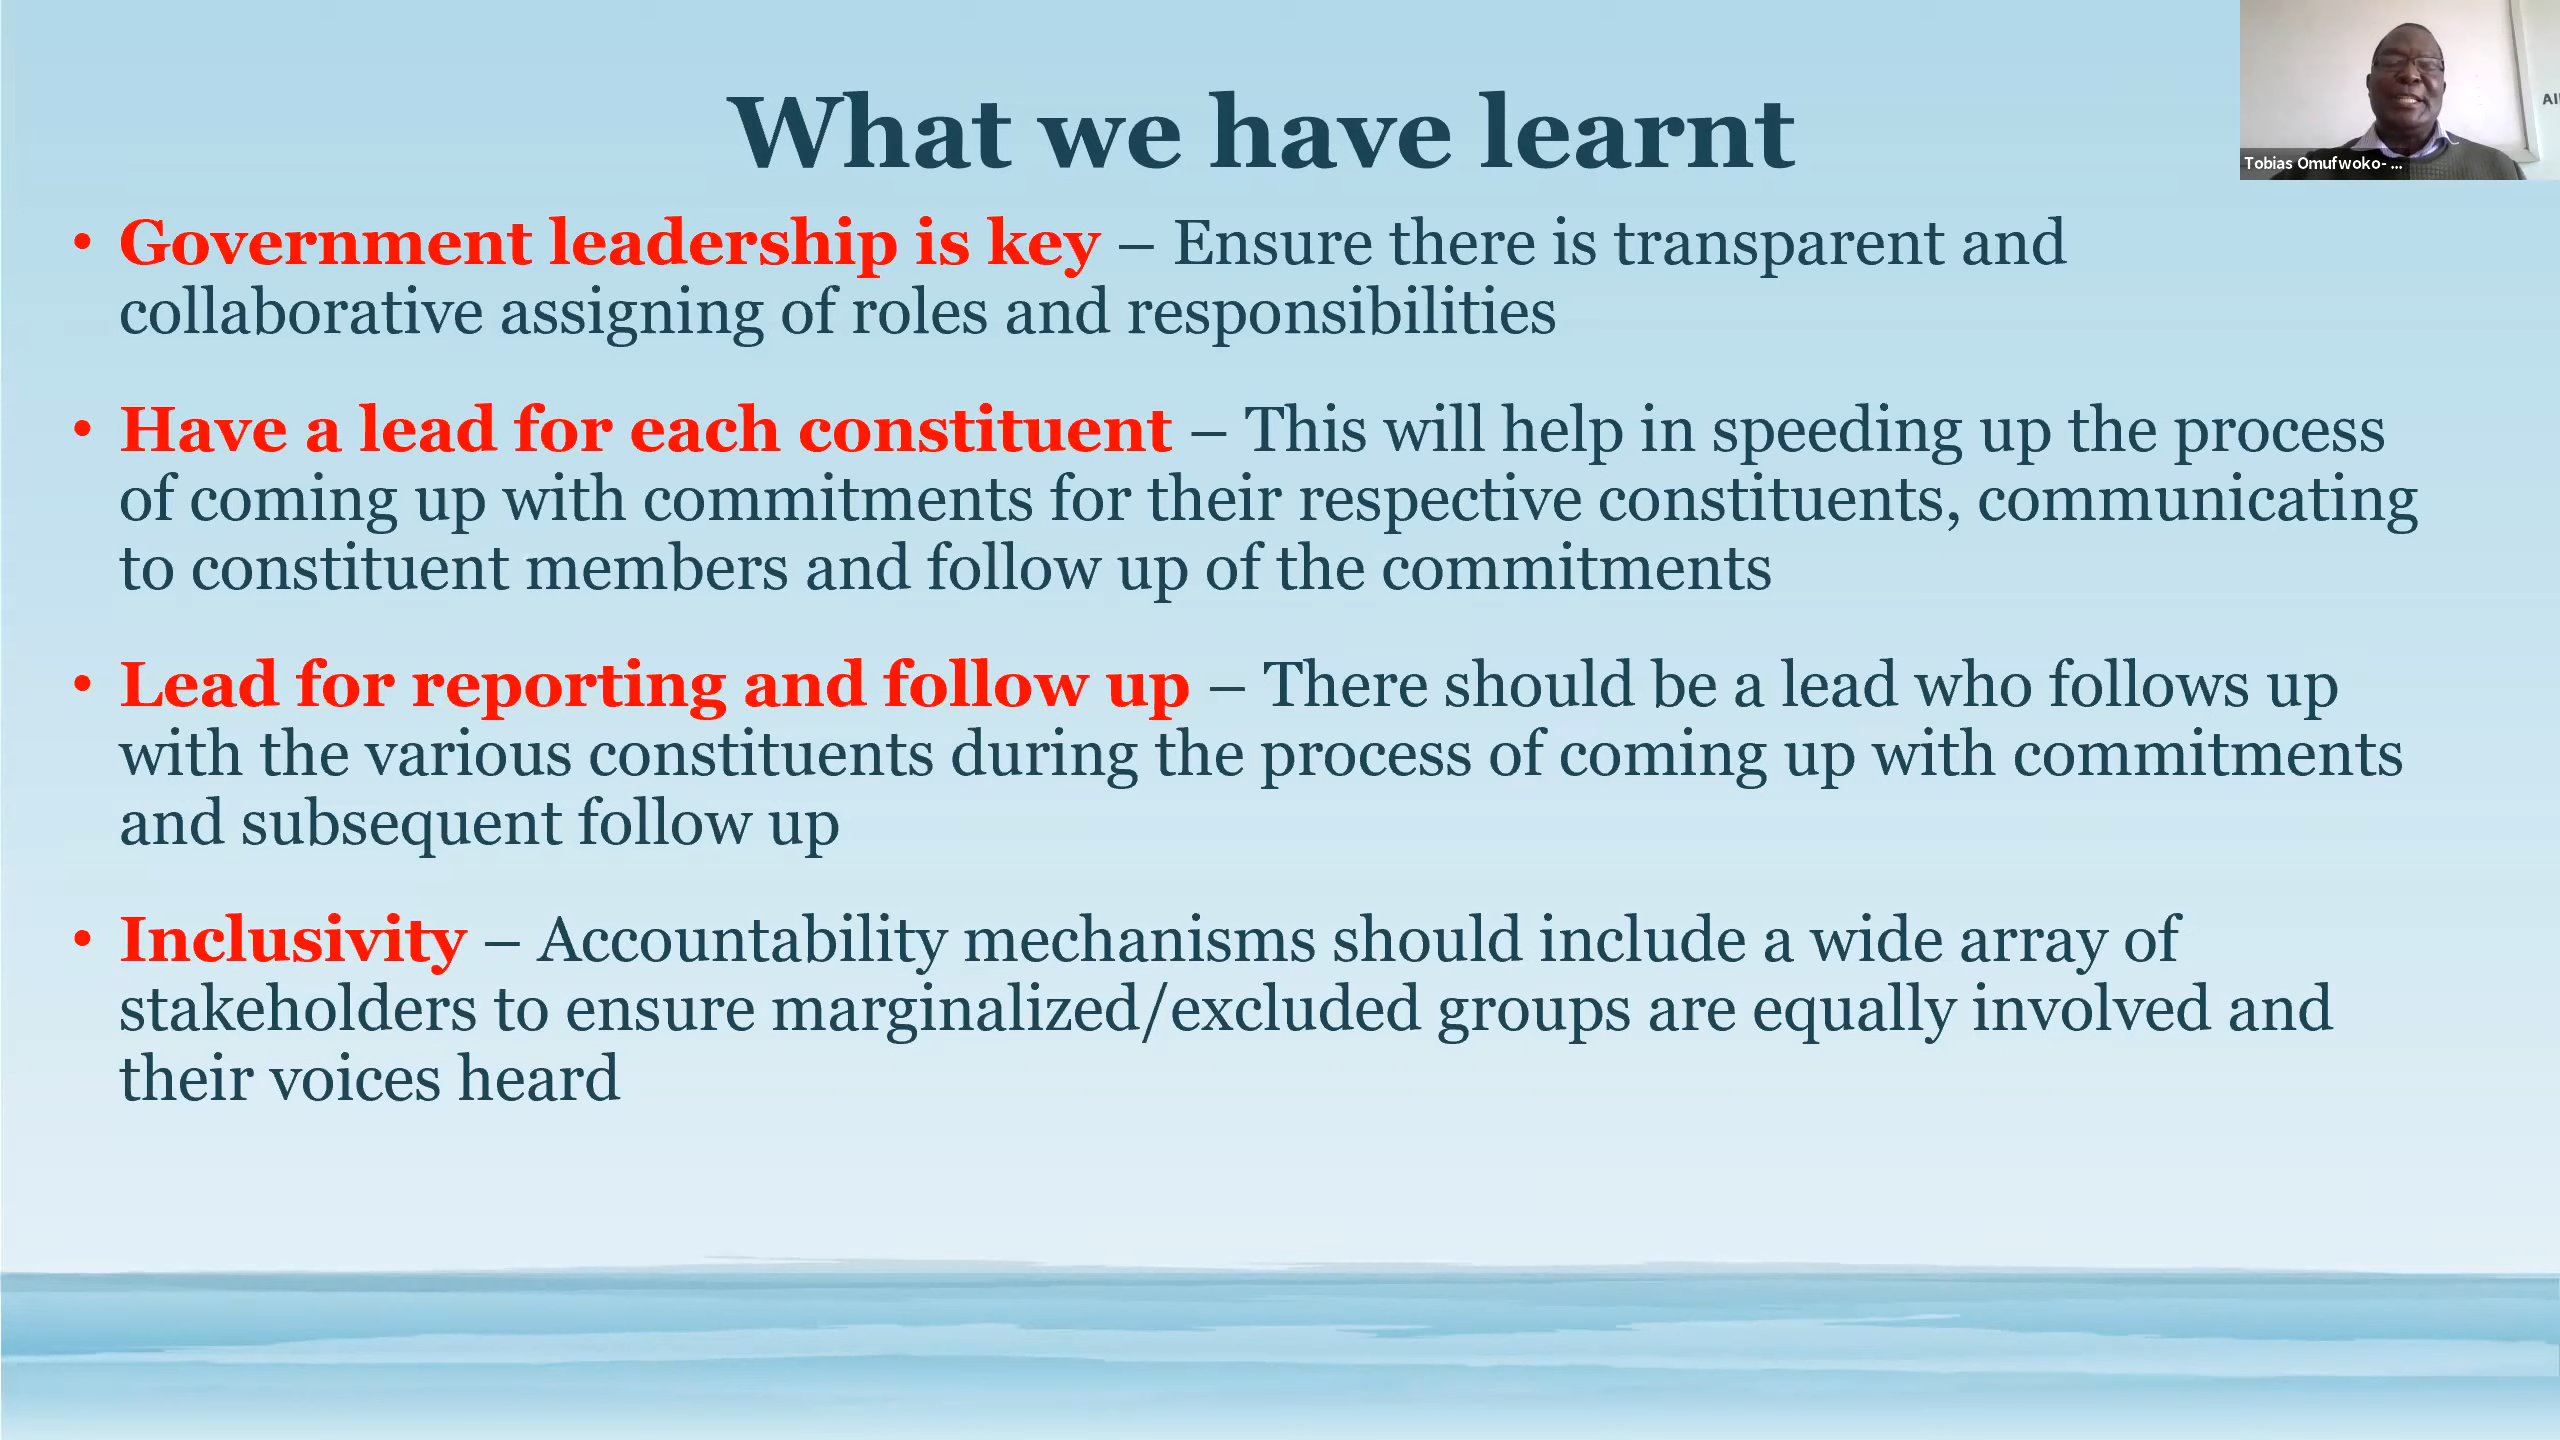 What we have learnt
• Government leadership is key – Ensure there is transparent and
collaborative assigning of roles and responsibilities
• Have a lead for each constituent – This will help in speeding up the process
of coming up with commitments for their respective constituents, communicating
to constituent members and follow up of the commitments
• Lead for reporting and follow up – There should be a lead who follows up
with the various constituents during the process of coming up with commitments
and subsequent follow up
• Inclusivity – Accountability mechanisms should include a wide array of
stakeholders to ensure marginalized/excluded groups are equally involved and
their voices heard
Tobias Omufwoko- ...